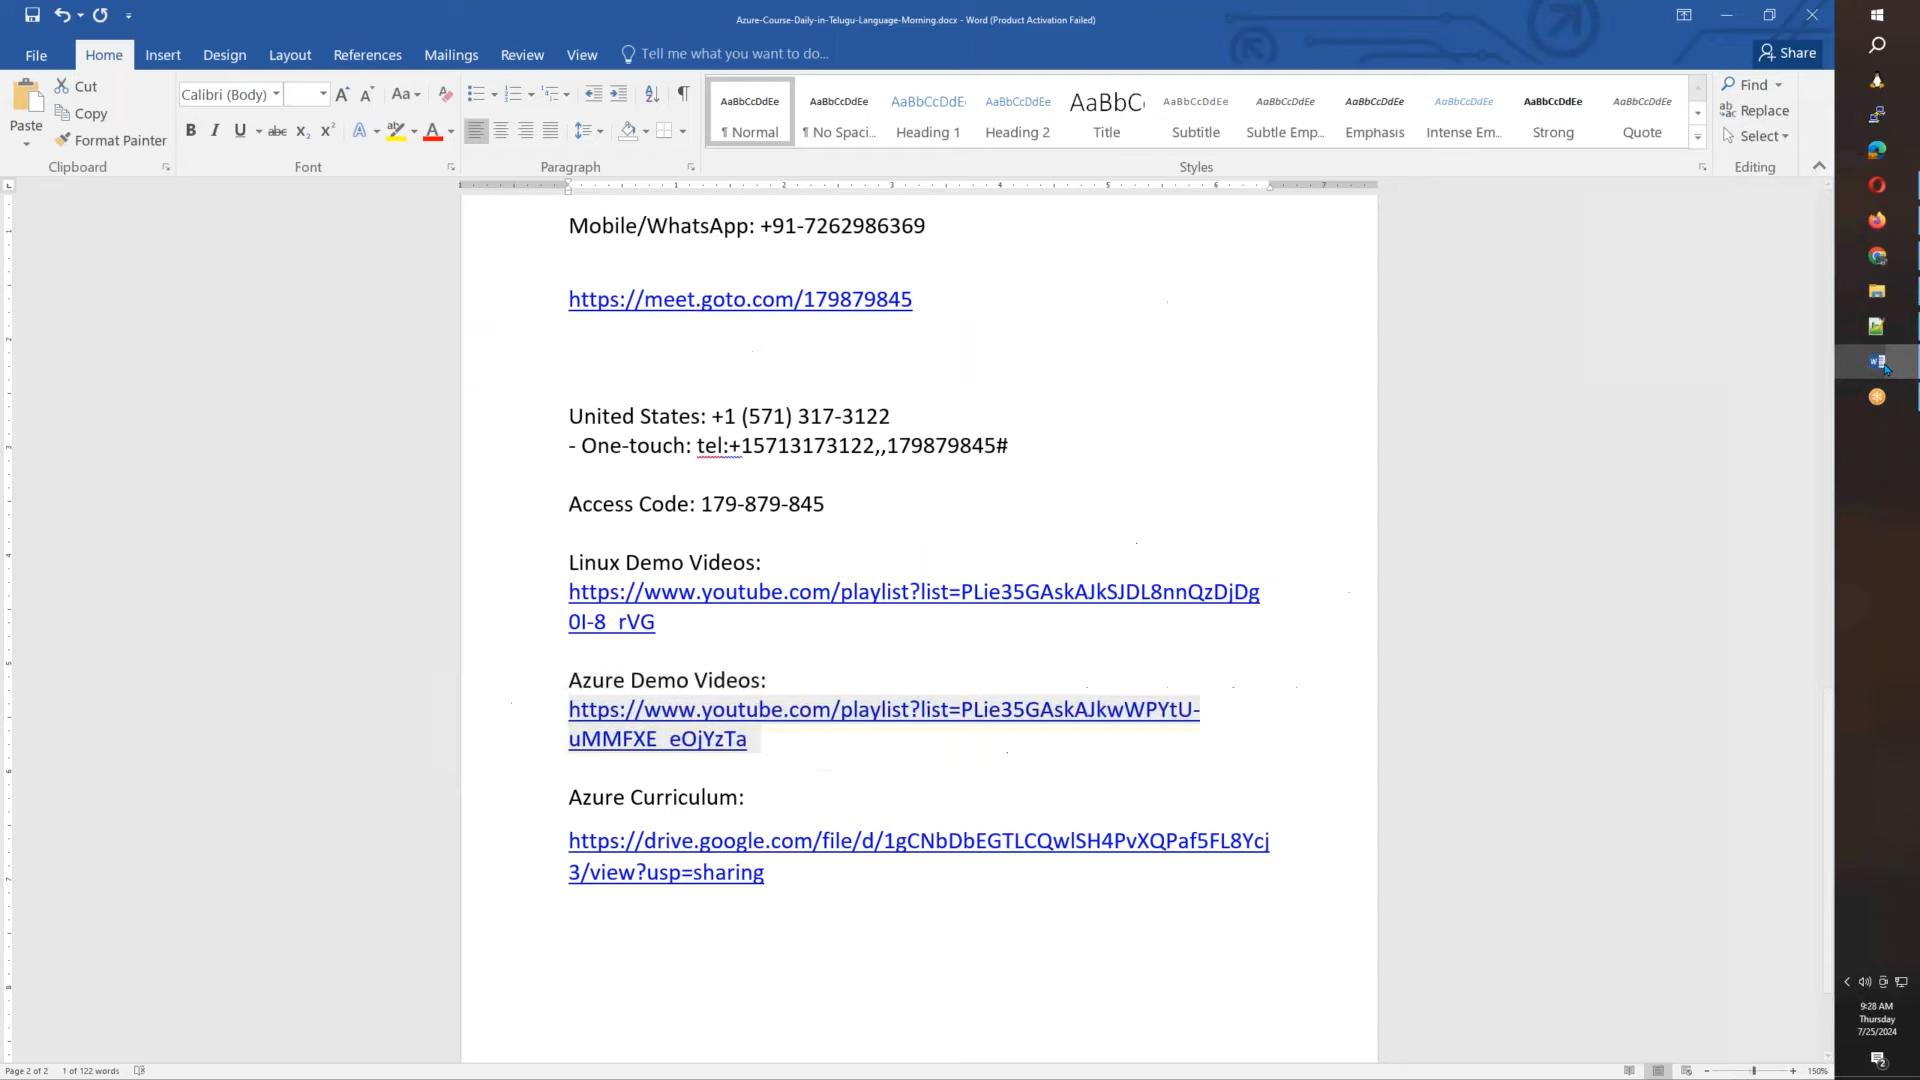 Azure-Course-Daily-in-Telugu-Language-Morning.docx - Word (Product Activation Failed)
File Home Insert Design Layout References Mailings Review View Tell me what you want to do... Share
Paste Cut Copy Format Painter
Calibri (Body)
AaBbCcDdEe AaBbCcDdEe AaBbCcDdE AaBbCcDdEe AaBbC AaBbCcDdEe AaBbCcDdEe AaBbCcDdEe AaBbCcDdEe AaBbCcDdEe AaBbCcDdEe
¶ Normal ¶ No Spaci... Heading 1 Heading 2 Title Subtitle Subtle Emp... Emphasis Intense Em... Strong Quote
Find
Replace
Select
Clipboard Font Paragraph Styles Editing
Mobile/WhatsApp: +91-7262986369
https://meet.goto.com/179879845
United States: +1 (571) 317-3122
- One-touch: tel:+15713173122,,179879845#
Access Code: 179-879-845
Linux Demo Videos:
https://www.youtube.com/playlist?list=PLie35GAskAJkSJDL8nnQzDjDg
0I-8_rVG
Azure Demo Videos:
https://www.youtube.com/playlist?list=PLie35GAskAJkwWPYtU-
uMMFXE_eOjYzTa
Azure Curriculum:
https://drive.google.com/file/d/1gCNbDbEGTLCQwlSH4PvXQPaf5FL8Ycj
3/view?usp=sharing
9:28 AM
Thursday
7/25/2024
Page 2 of 2 1 of 122 words 150%